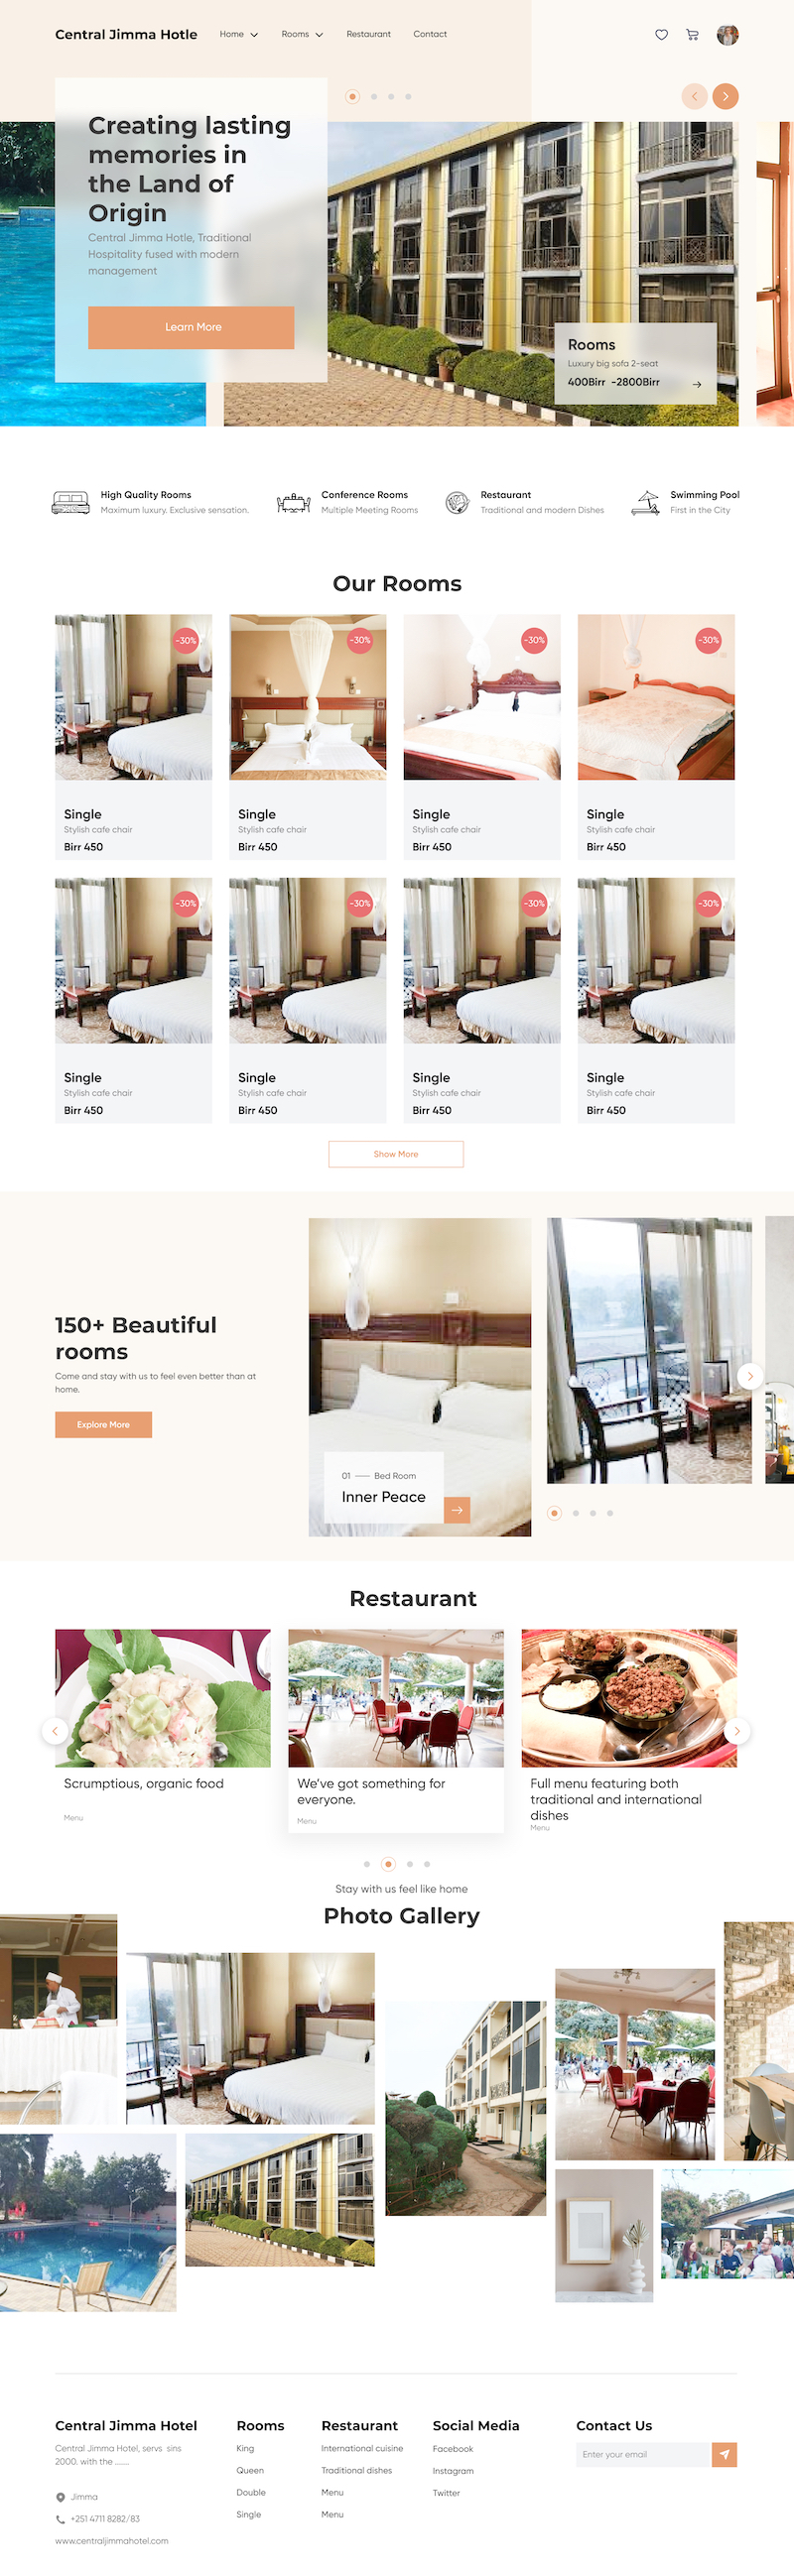 Central Jimma Hotle
Home
Rooms
Restaurant
Contact
Creating lasting
memories in
the Land of
Origin
Central Jimma Hotle, Traditional
Hospitality fused with modern
management
Learn More
Rooms
Luxury big sofa 2-seat
400Birr -2800Birr
High Quality Rooms
Maximum luxury. Exclusive sensation.
Conference Rooms
Multiple Meeting Rooms
Restaurant
Traditional and modern Dishes
Swimming Pool
First in the City
Our Rooms
-30%
-30%
-30%
-30%
Single
Stylish cafe chair
Birr 450
Single
Stylish cafe chair
Birr 450
Single
Stylish cafe chair
Birr 450
Single
Stylish cafe chair
Birr 450
-30%
-30%
-30%
-30%
Single
Stylish cafe chair
Birr 450
Single
Stylish cafe chair
Birr 450
Single
Stylish cafe chair
Birr 450
Single
Stylish cafe chair
Birr 450
Show More
150+ Beautiful
rooms
Come and stay with us to feel even better than at
home.
Explore More
01 — Bed Room
Inner Peace
Restaurant
Scrumptious, organic food
Menu
We've got something for
everyone.
Menu
Full menu featuring both
traditional and international
dishes
Menu
Stay with us feel like home
Photo Gallery
Central Jimma Hotel
Central Jimma Hotel, servs sins
2000. with the .......
Jimma
+251 4711 8282/83
www.centraljimmahotel.com
Rooms
King
Queen
Double
Single
Restaurant
International cuisine
Traditional dishes
Menu
Menu
Social Media
Facebook
Instagram
Twitter
Contact Us
Enter your email